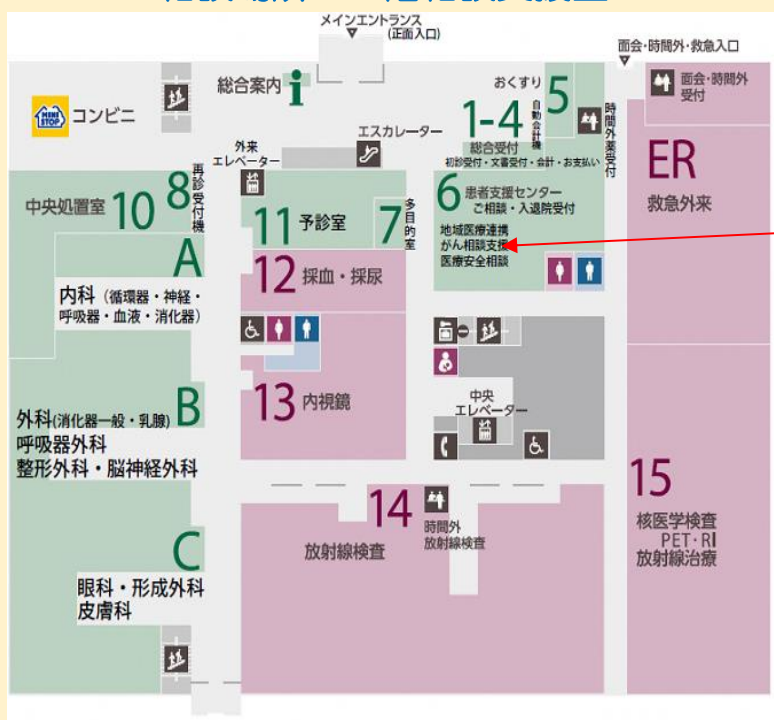 メインエントランス
(正面入口)
面会・時間外・救急入口
総合案内
i
おくすり
5
面会・時間外
受付
MINI
STOP
コンビニ
1-4
自動会計機
時間外薬受付
外来
エレベーター
エスカレーター
総合受付
初診受付・文書受付・会計・お支払い
ER
救急外来
中央処置室 10
8
再診受付機
11 予診室
7
多目的室
6 患者支援センター
ご相談・入退院受付
地域医療連携
がん相談支援
医療安全相談
A
内科（循環器・神経・
呼吸器・血液・消化器）
12 採血・採尿
13 内視鏡
中央
エレベーター
B
外科(消化器一般・乳腺)
呼吸器外科
整形外科・脳神経外科
14
放射線検査
時間外
放射線検査
15
核医学検査
PET・RI
放射線治療
C
眼科・形成外科
皮膚科